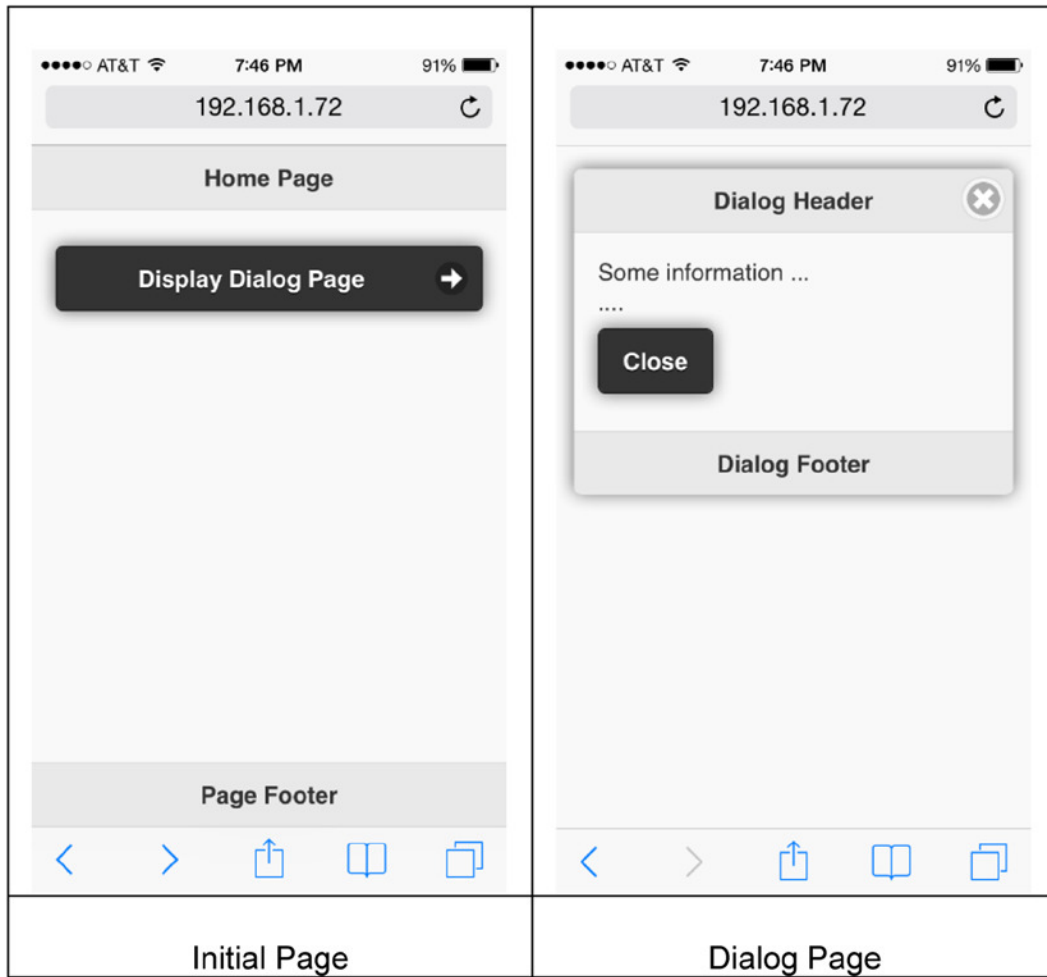 AT&T 7:46 PM 91%
192.168.1.72
Home Page
Display Dialog Page
Page Footer
Initial Page
AT&T 7:46 PM 91%
192.168.1.72
Dialog Header
Some information ...
....
Close
Dialog Footer
Dialog Page